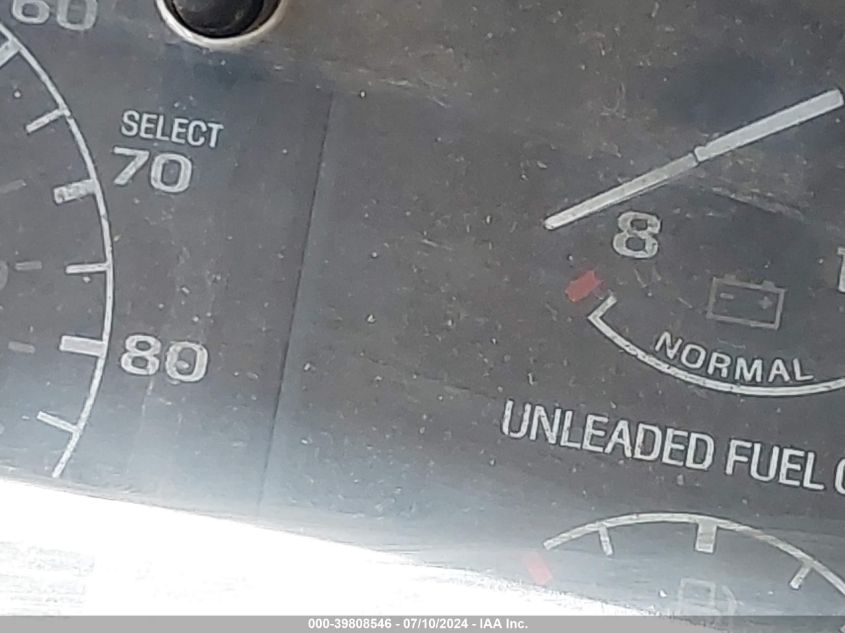 60
SELECT
70
8
80
NORMAL
UNLEADED FUEL
000-39808546 - 07/10/2024 - IAA Inc.